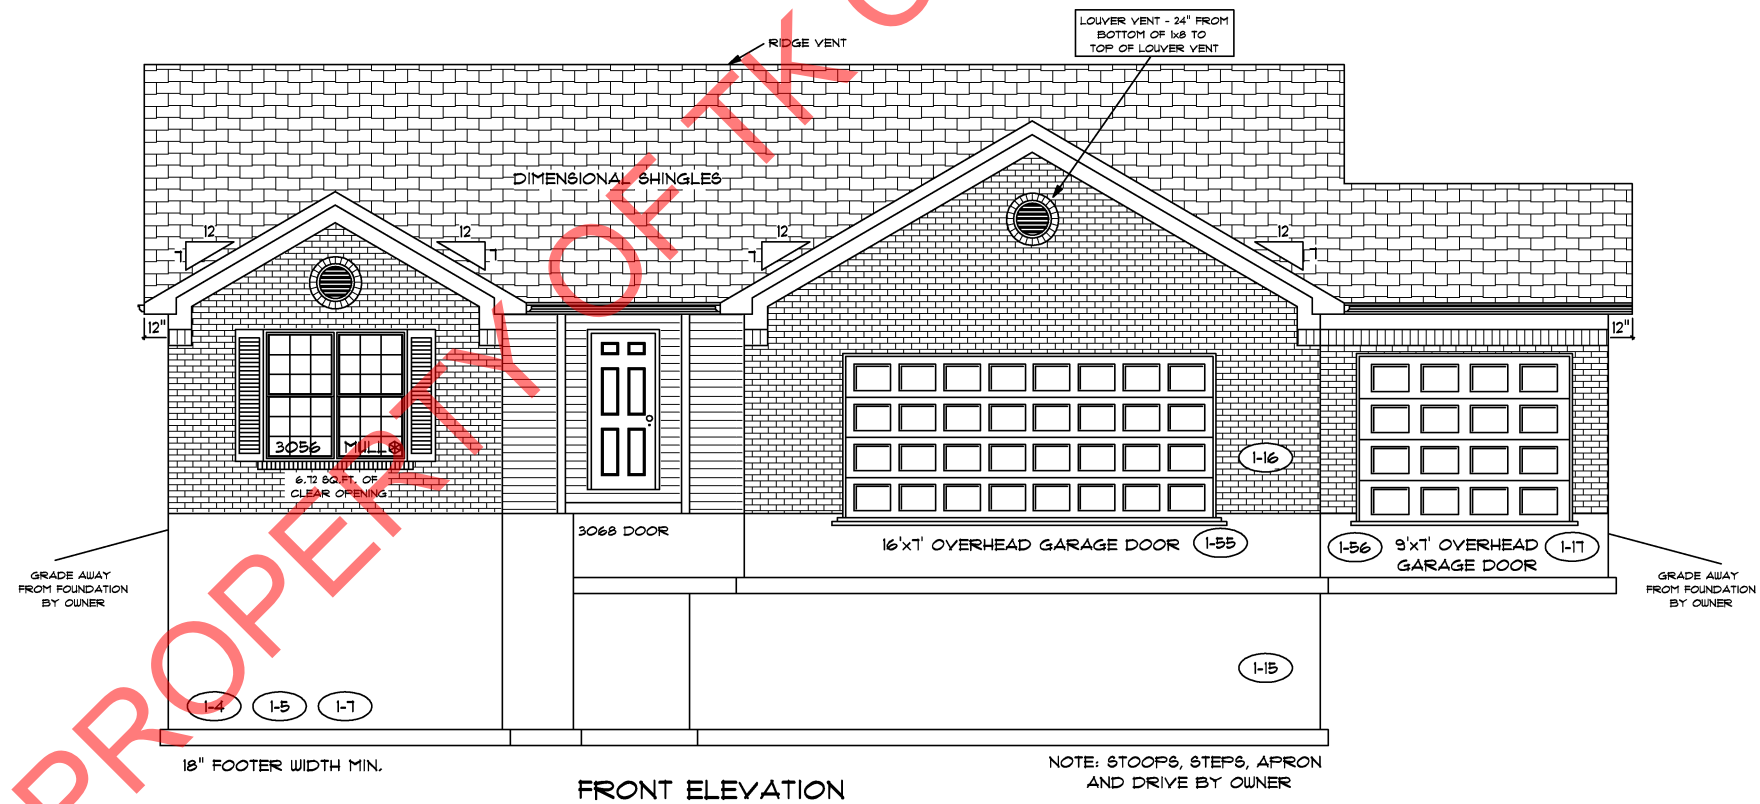 LOUVER VENT - 24" FROM
BOTTOM OF 1x8 TO
TOP OF LOUVER VENT
RIDGE VENT
DIMENSIONAL SHINGLES
12
7
12
7
12
7
12
7
12"
12"
3056 MULL
6.72 SQ.FT. OF
CLEAR OPENING
1-16
3068 DOOR
16'x7' OVERHEAD GARAGE DOOR
1-55
1-56
9'x7' OVERHEAD
GARAGE DOOR
1-17
GRADE AWAY
FROM FOUNDATION
BY OWNER
GRADE AWAY
FROM FOUNDATION
BY OWNER
1-15
1-4
1-5
1-7
18" FOOTER WIDTH MIN.
NOTE: STOOPS, STEPS, APRON
AND DRIVE BY OWNER
FRONT ELEVATION
PROPERTY OF TK